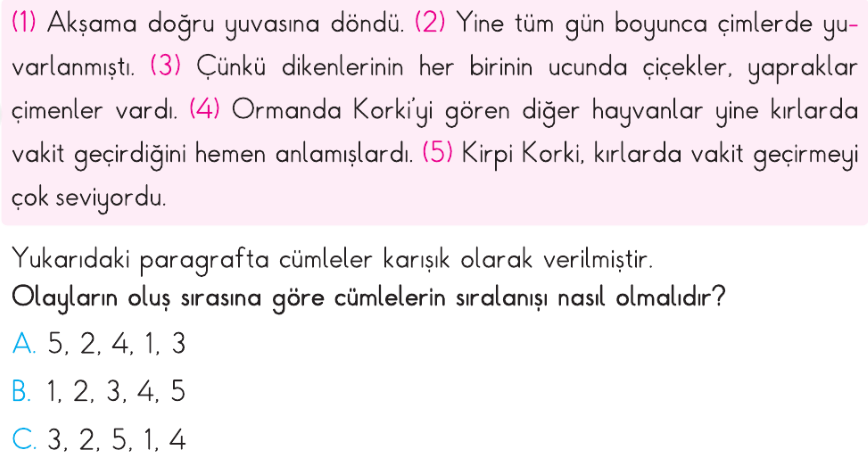 (1) Akşama doğru yuvasına döndü. (2) Yine tüm gün boyunca çimlerde yu-
varlanmıştı. (3) Çünkü dikenlerinin her birinin ucunda çiçekler, yapraklar
çimenler vardı. (4) Ormanda Korki'yi gören diğer hayvanlar yine kırlarda
vakit geçirdiğini hemen anlamışlardı. (5) Kirpi Korki, kırlarda vakit geçirmeyi
çok seviyordu.
Yukarıdaki paragrafta cümleler karışık olarak verilmiştir.
Olayların oluş sırasına göre cümlelerin sıralanışı nasıl olmalıdır?
A. 5, 2, 4, 1, 3
B. 1, 2, 3, 4, 5
C. 3, 2, 5, 1, 4